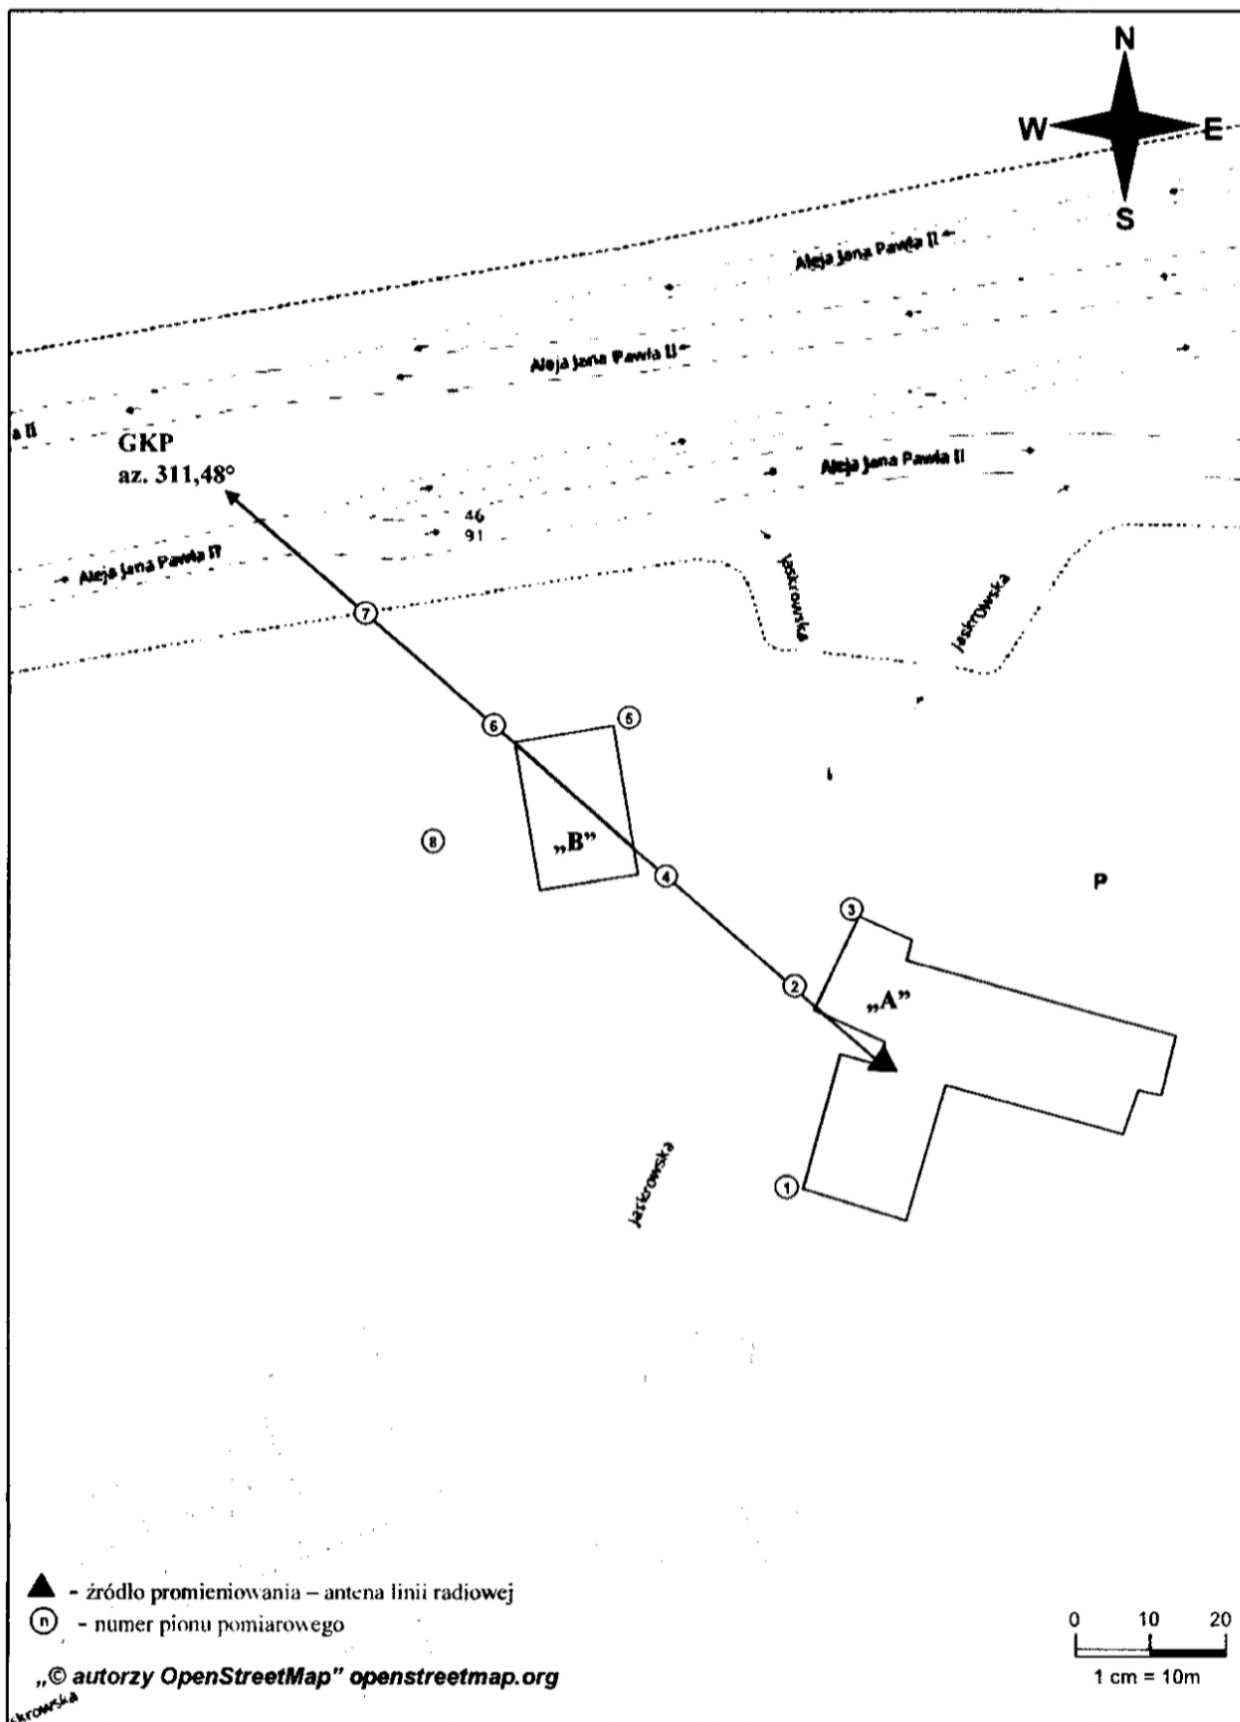 N
W E
S
Aleja Jana Pawła II
Aleja Jana Pawła II
a II
GKP
az. 311,48°
Aleja Jana Pawła II
46
91
Aleja Jana Pawła II
Jaskrowska
Jaskrowska
7
6
5
8
„B”
4
P
3
2
„A”
1
Jaskrowska
▲ - źródło promieniowania – antena linii radiowej
n - numer pionu pomiarowego
0 10 20
1 cm = 10m
„© autorzy OpenStreetMap” openstreetmap.org
skrowska